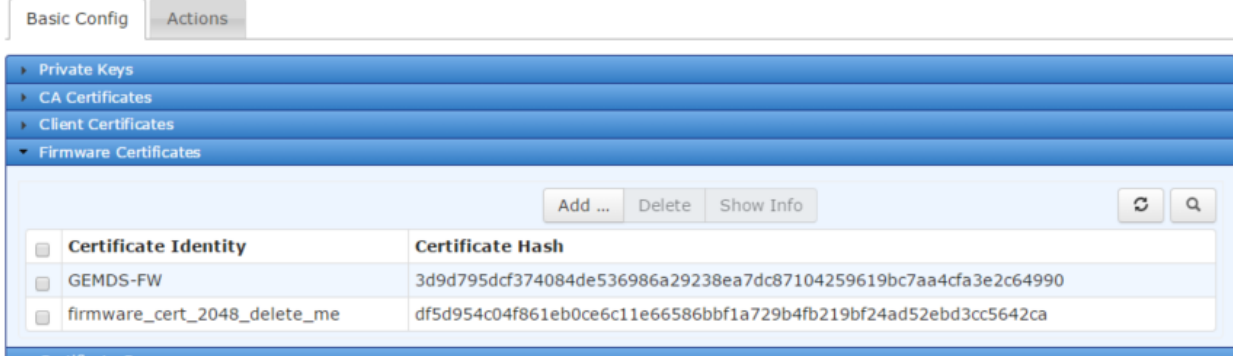 Basic Config Actions
Private Keys
CA Certificates
Client Certificates
Firmware Certificates
Add ... Delete Show Info
Certificate Identity Certificate Hash
GEMDS-FW 3d9d795dcf374084de536986a29238ea7dc87104259619bc7aa4cfa3e2c64990
firmware_cert_2048_delete_me df5d954c04f861eb0ce6c11e66586bbf1a729b4fb219bf24ad52ebd3cc5642ca